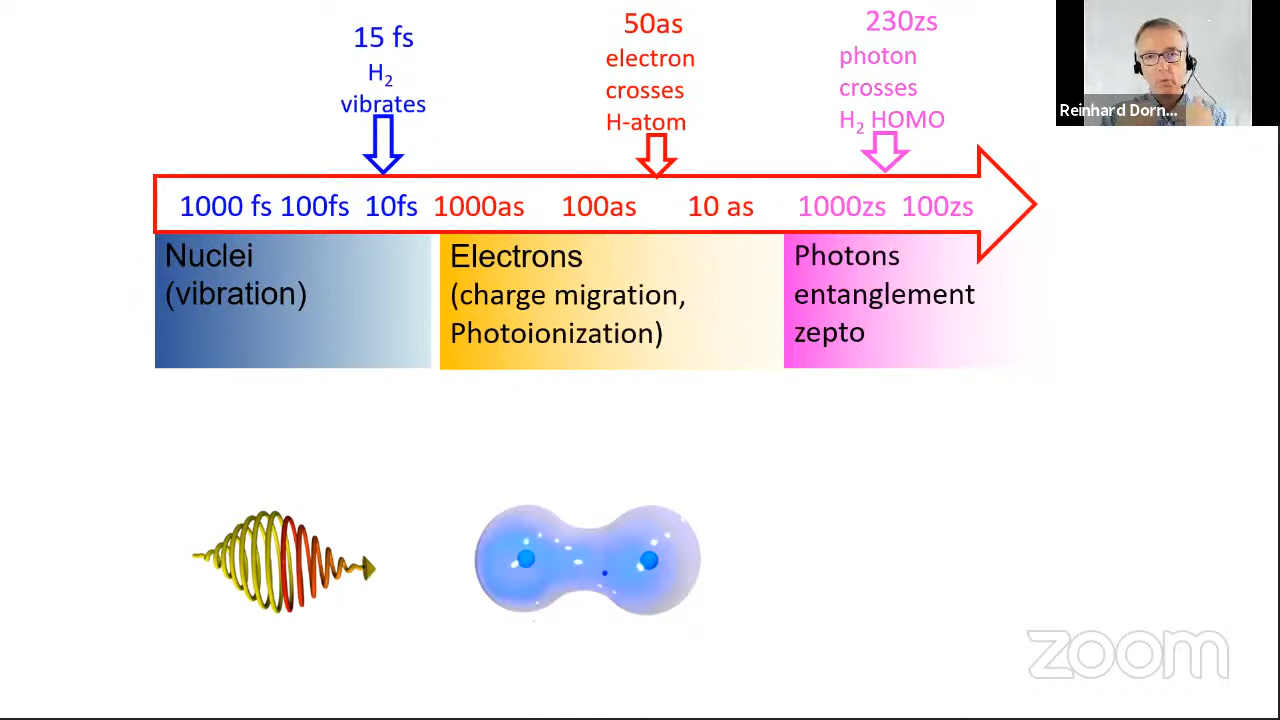 15 fs
H2
vibrates
50as
electron
crosses
H-atom
230zs
photon
crosses
H2 HOMO
Reinhard Dorn...
1000 fs 100fs 10fs 1000as 100as 10 as 1000zs 100zs
Nuclei
(vibration)
Electrons
(charge migration,
Photoionization)
Photons
entanglement
zepto
zoom